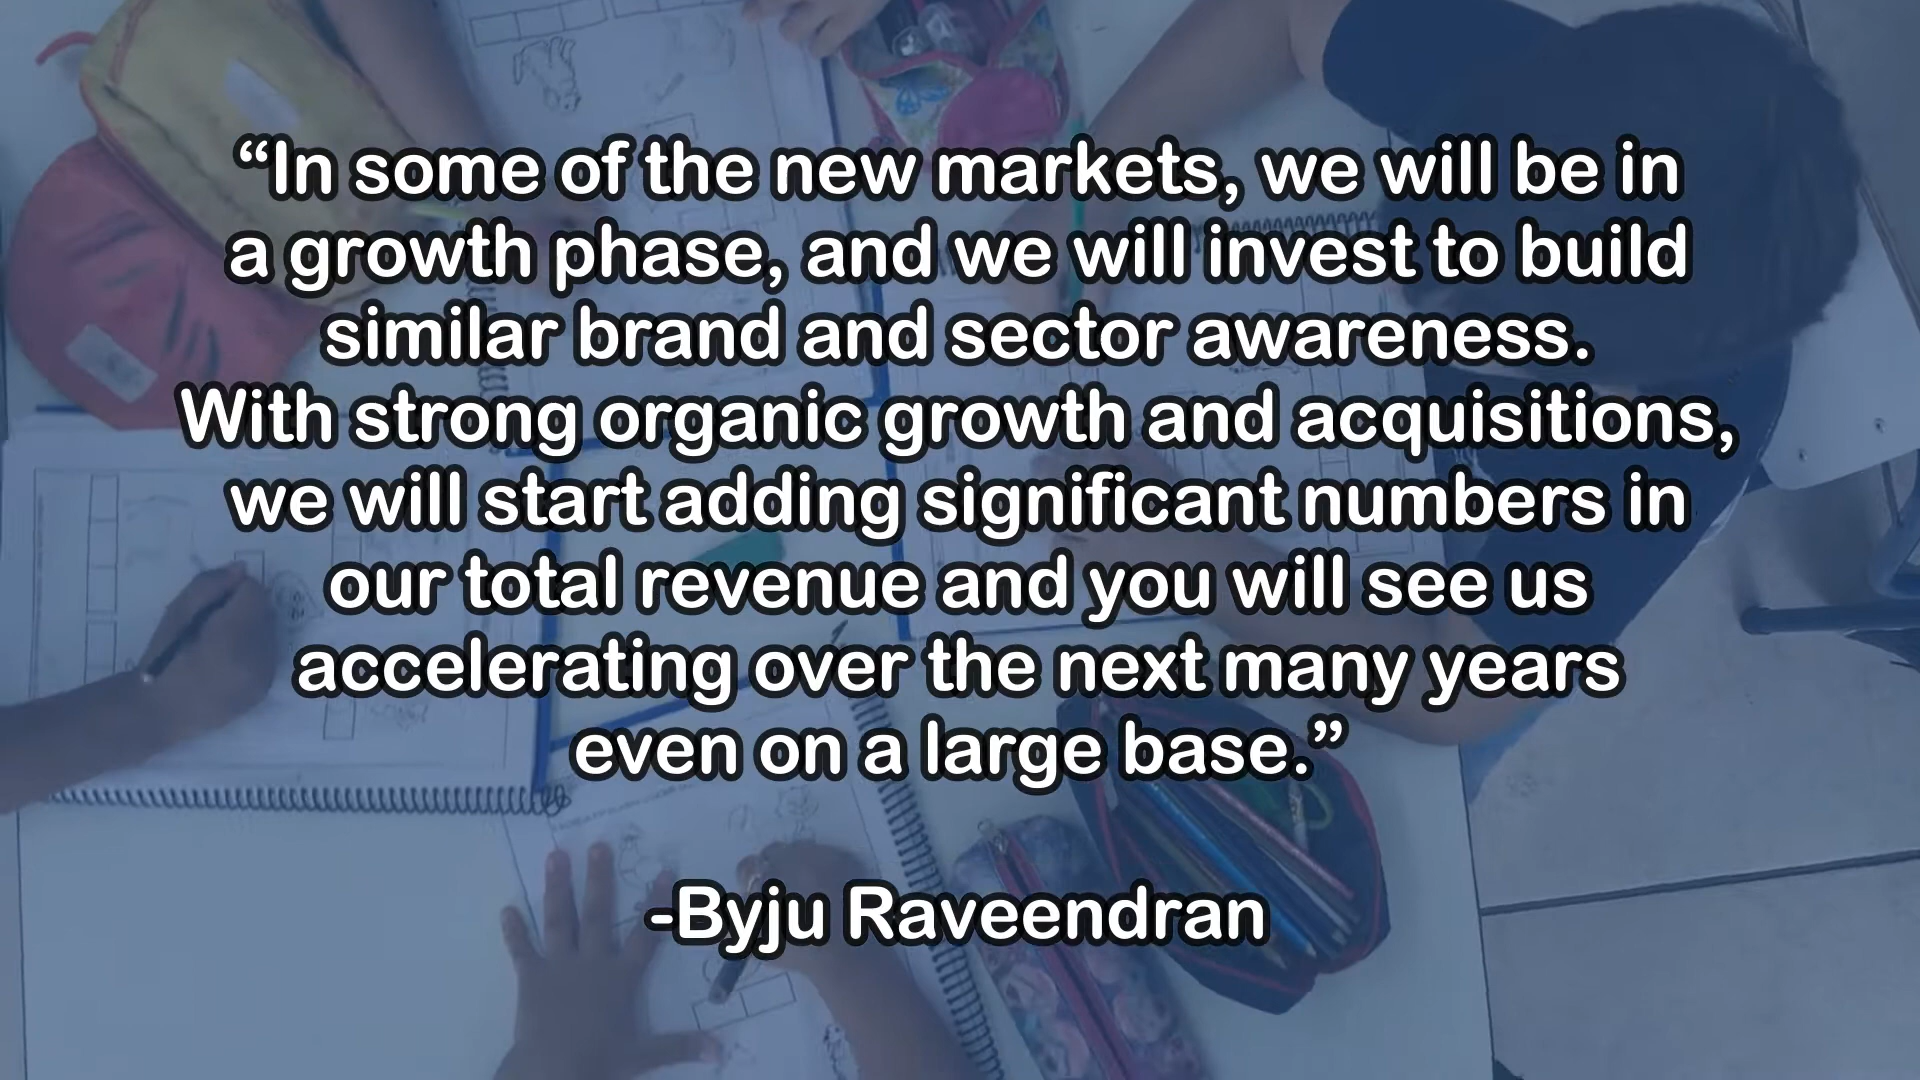 “In some of the new markets, we will be in
a growth phase, and we will invest to build
similar brand and sector awareness.
With strong organic growth and acquisitions,
we will start adding significant numbers in
our total revenue and you will see us
accelerating over the next many years
even on a large base.”
-Byju Raveendran